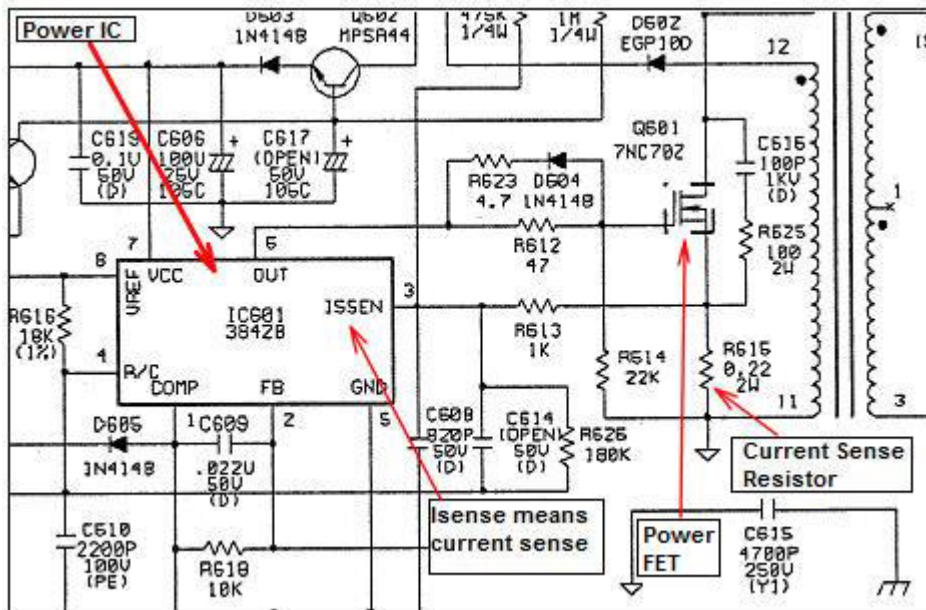 Power IC
D603
1N4148
Q602
MPSA44
475K
1/4W
1M
1/4W
D602
EGP10D
12
C619
0.1U
50V
(D)
C606
100U
25V
105C
C617
(OPEN)
50V
105C
R623
4.7
D604
1N4148
Q601
7NC70Z
C616
100P
1KV
(D)
R625
100
2W
1
7
6
8
VCC
OUT
VREF
IC601
3842B
ISSEN
3
R612
47
R613
1K
R616
18K
(1%)
4
R/C
COMP
FB
GND
1
2
5
R614
22K
R615
0.22
2W
11
3
D605
1N4148
C609
.022U
50V
(D)
C608
820P
50V
(D)
C614
(OPEN)
50V
(D)
R626
180K
Current Sense
Resistor
Isense means
current sense
Power
FET
C610
2200P
100V
(PE)
R618
10K
C615
4700P
250V
(Y1)